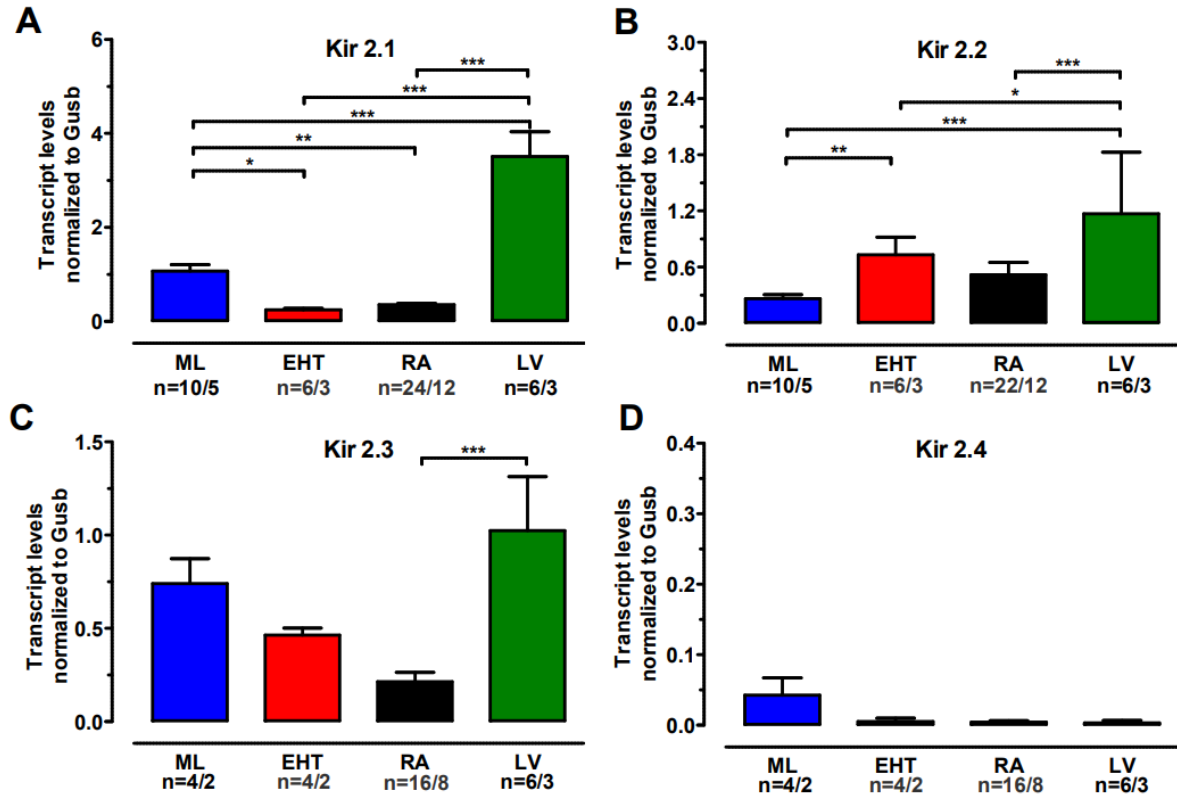 A
Kir 2.1
Transcript levels
normalized to Gusb
6
4
2
0
***
***
***
**
*
ML EHT RA LV
n=10/5 n=6/3 n=24/12 n=6/3
B
Kir 2.2
Transcript levels
normalized to Gusb
3.0
2.4
1.8
1.2
0.6
0.0
***
*
***
**
ML EHT RA LV
n=10/5 n=6/3 n=22/12 n=6/3
C
Kir 2.3
Transcript levels
normalized to Gusb
1.5
1.0
0.5
0.0
***
ML EHT RA LV
n=4/2 n=4/2 n=16/8 n=6/3
D
Kir 2.4
Transcript levels
normalized to Gusb
0.4
0.3
0.2
0.1
0.0
ML EHT RA LV
n=4/2 n=4/2 n=16/8 n=6/3